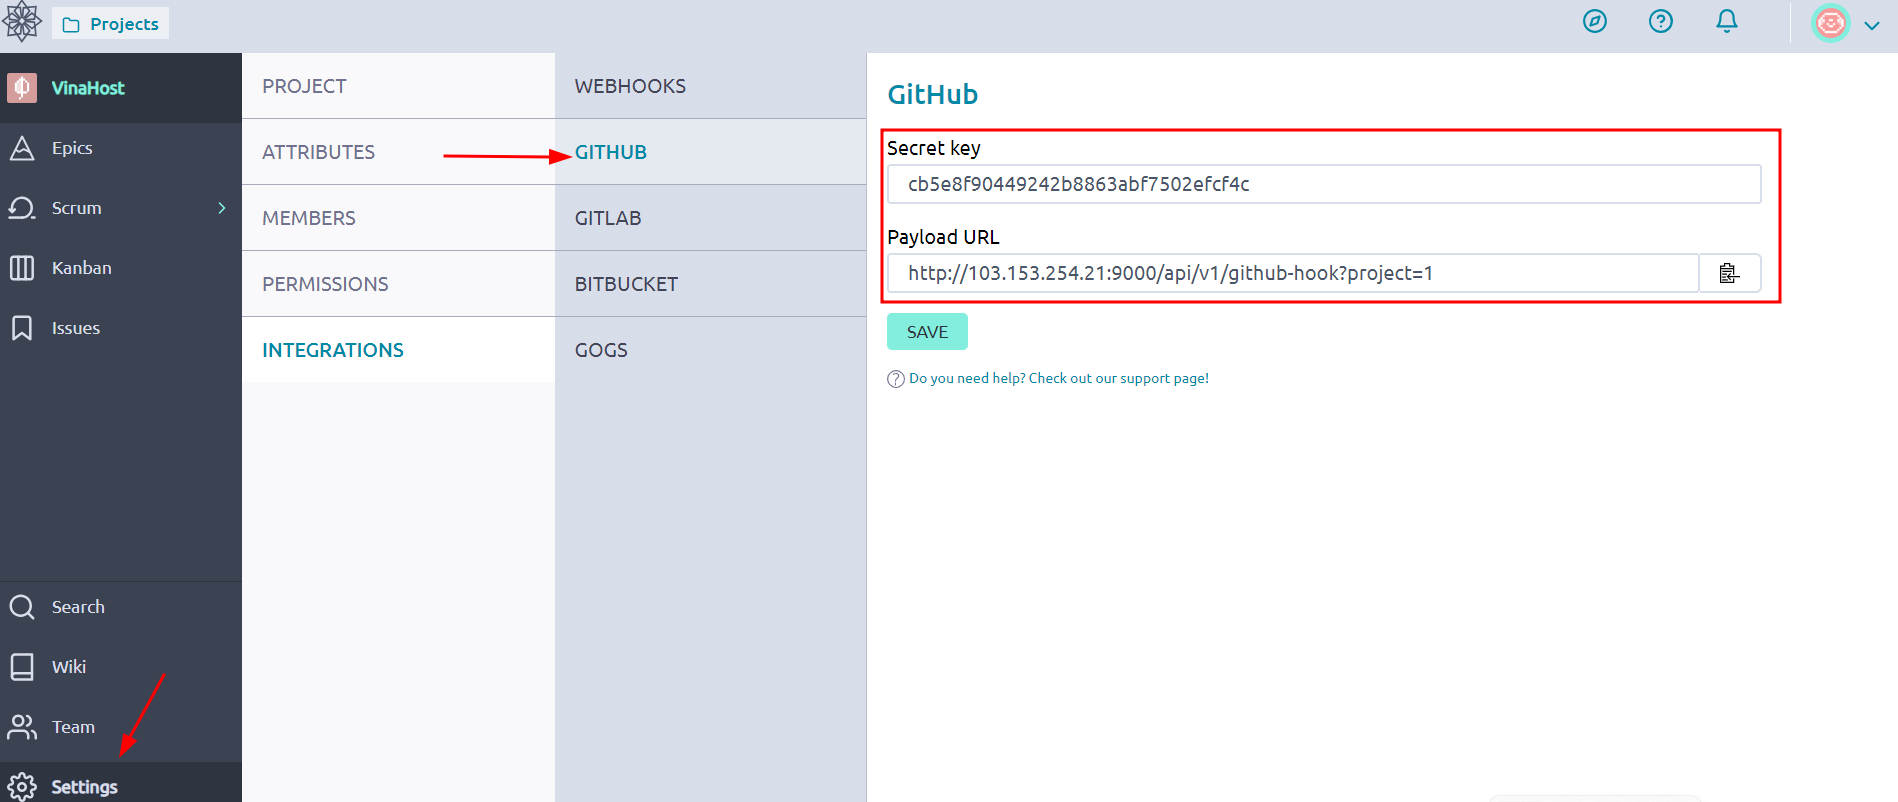 Projects
VinaHost
Epics
Scrum
Kanban
Issues
Search
Wiki
Team
Settings
PROJECT
ATTRIBUTES
MEMBERS
PERMISSIONS
INTEGRATIONS
WEBHOOKS
GITHUB
GITLAB
BITBUCKET
GOGS
GitHub
Secret key
cb5e8f90449242b8863abf7502efcf4c
Payload URL
http://103.153.254.21:9000/api/v1/github-hook?project=1
SAVE
Do you need help? Check out our support page!